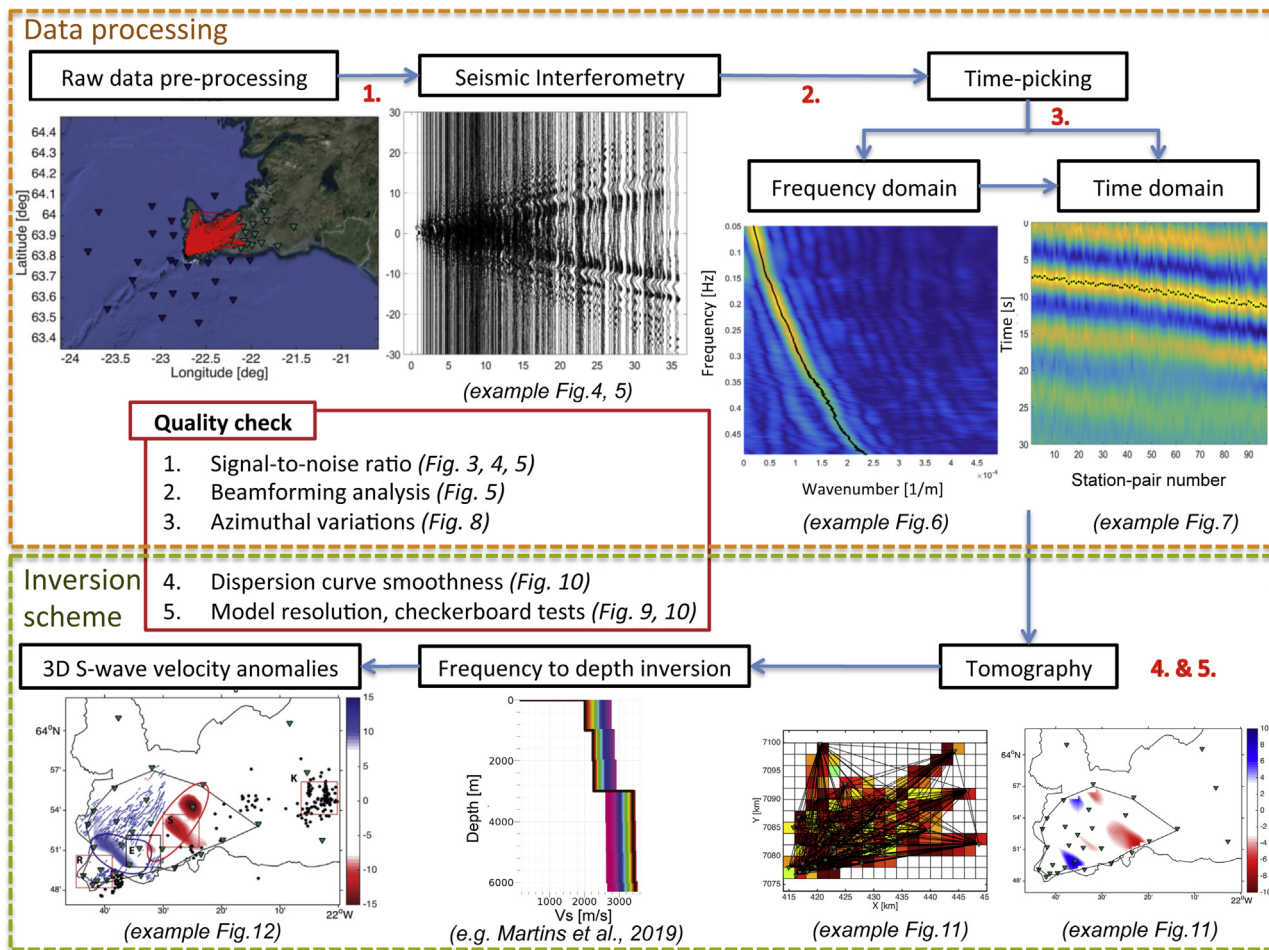 Data processing
Raw data pre-processing
1.
Seismic Interferometry
2.
Time-picking
3.
Frequency domain
Time domain
64.4
64.3
64.2
64.1
64
63.9
63.8
63.7
63.6
63.5
63.4
Latitude [deg]
-24
-23.5
-23
-22.5
-22
-21.5
-21
Longitude [deg]
30
20
10
0
-10
-20
-30
0
5
10
15
20
25
30
35
(example Fig.4, 5)
0.05
0.1
0.15
0.2
0.25
0.3
0.35
0.4
0.45
Frequency [Hz]
0
0.5
1
1.5
2
2.5
3
3.5
4
4.5
×10⁻⁴
Wavenumber [1/m]
(example Fig.6)
0
5
10
15
20
25
30
Time [s]
10
20
30
40
50
60
70
80
90
Station-pair number
(example Fig.7)
Quality check
1. Signal-to-noise ratio (Fig. 3, 4, 5)
2. Beamforming analysis (Fig. 5)
3. Azimuthal variations (Fig. 8)
4. Dispersion curve smoothness (Fig. 10)
5. Model resolution, checkerboard tests (Fig. 9, 10)
Inversion
scheme
3D S-wave velocity anomalies
Frequency to depth inversion
Tomography
4. & 5.
64°N
57'
54'
51'
48'
40'
30'
20'
10'
22°W
K
S
E
R
15
10
5
0
-5
-10
-15
(example Fig.12)
0
2000
4000
6000
Depth [m]
1000
2000
3000
Vs [m/s]
(e.g. Martins et al., 2019)
7100
7095
7090
7085
7080
7075
Y [km]
415
420
425
430
435
440
445
X [km]
(example Fig.11)
64°N
57'
54'
51'
48'
40'
30'
20'
10'
22°W
10
8
6
4
2
0
-2
-4
-6
-8
-10
(example Fig.11)